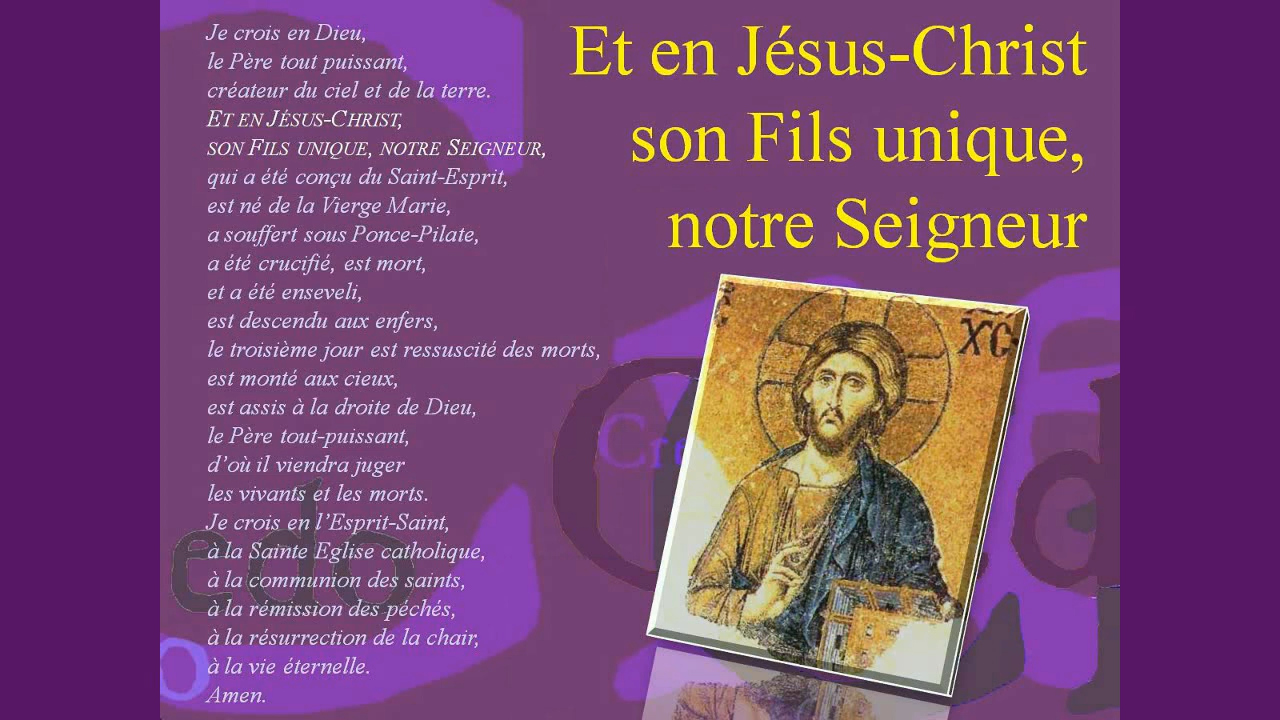 Je crois en Dieu,
le Père tout puissant,
créateur du ciel et de la terre.
ET EN JÉSUS-CHRIST,
SON FILS UNIQUE, NOTRE SEIGNEUR,
qui a été conçu du Saint-Esprit,
est né de la Vierge Marie,
a souffert sous Ponce-Pilate,
a été crucifié, est mort,
et a été enseveli,
est descendu aux enfers,
le troisième jour est ressuscité des morts,
est monté aux cieux,
est assis à la droite de Dieu,
le Père tout-puissant,
d’où il viendra juger
les vivants et les morts.
Je crois en l’Esprit-Saint,
à la Sainte Eglise catholique,
à la communion des saints,
à la rémission des péchés,
à la résurrection de la chair,
à la vie éternelle.
Amen.
Et en Jésus-Christ
son Fils unique,
notre Seigneur
XC
edo